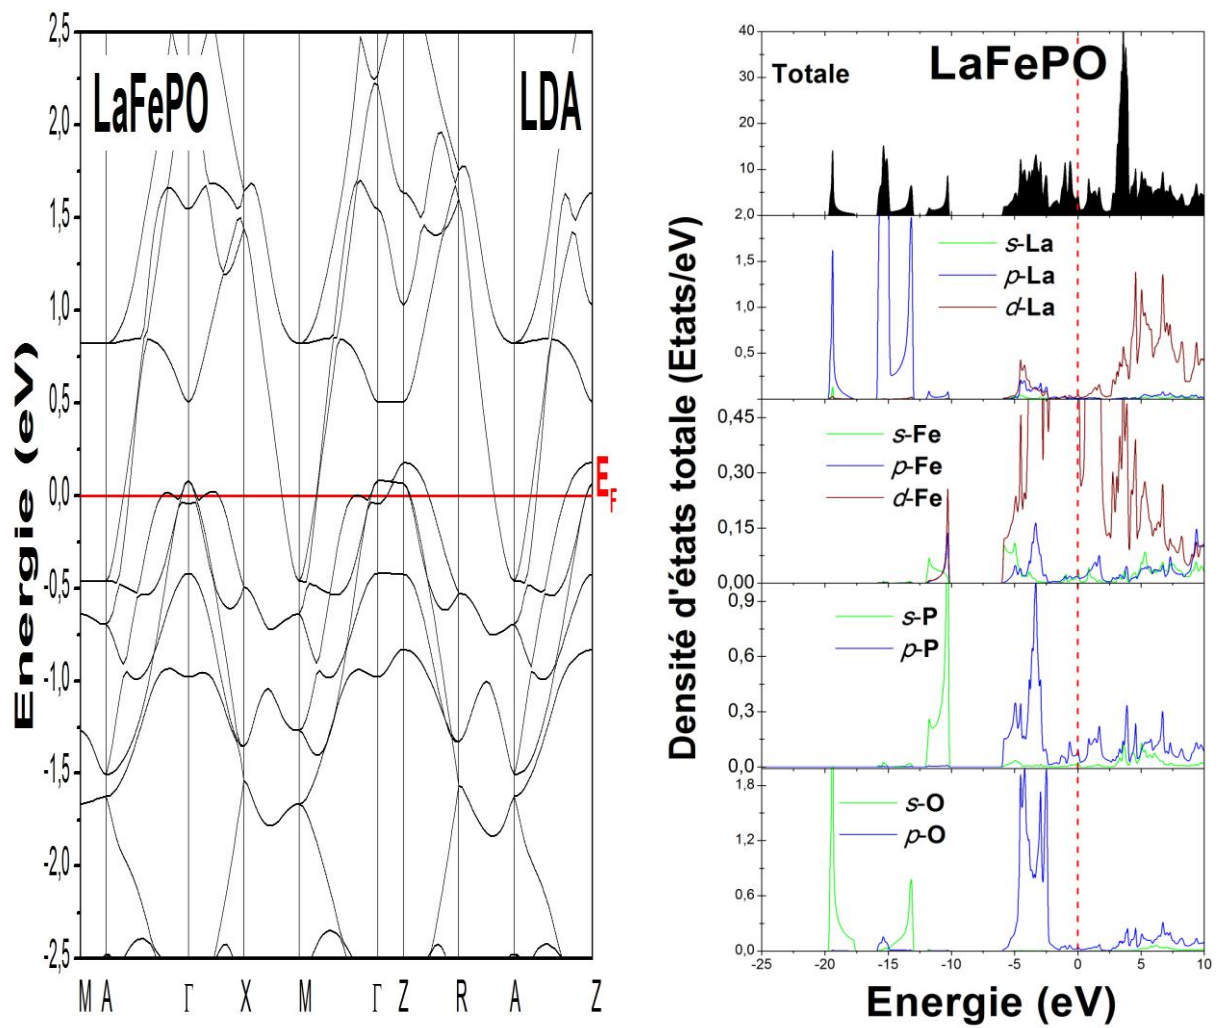 LaFePO
LDA
Energie (eV)
2,5
2,0
1,5
1,0
0,5
0,0
-0,5
-0,5
-1,0
-1,5
-2,0
-2,5
E_F
M A Γ X M Γ Z R A Z
LaFePO
Totale
Densité d'états totale (Etats/eV)
40
30
20
10
2,0
1,5
1,0
0,5
s-La
p-La
d-La
0,45
0,30
0,15
0,00
s-Fe
p-Fe
d-Fe
0,9
0,6
0,3
0,0
s-P
p-P
1,8
1,2
0,6
0,0
s-O
p-O
-25 -20 -15 -10 -5 0 5 10
Energie (eV)